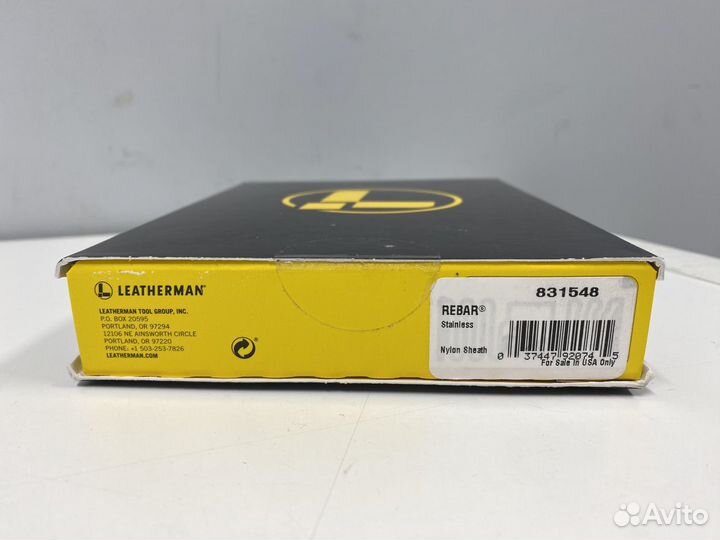 LEATHERMAN®
LEATHERMAN TOOL GROUP, INC.
P.O. BOX 20595
PORTLAND, OR 97294
12106 NE AINSWORTH CIRCLE
PORTLAND, OR 97220
PHONE: +1 503-253-7826
LEATHERMAN.COM
831548
REBAR®
Stainless
Nylon Sheath
0 37447 92074 5
For Sale in USA Only
Avito